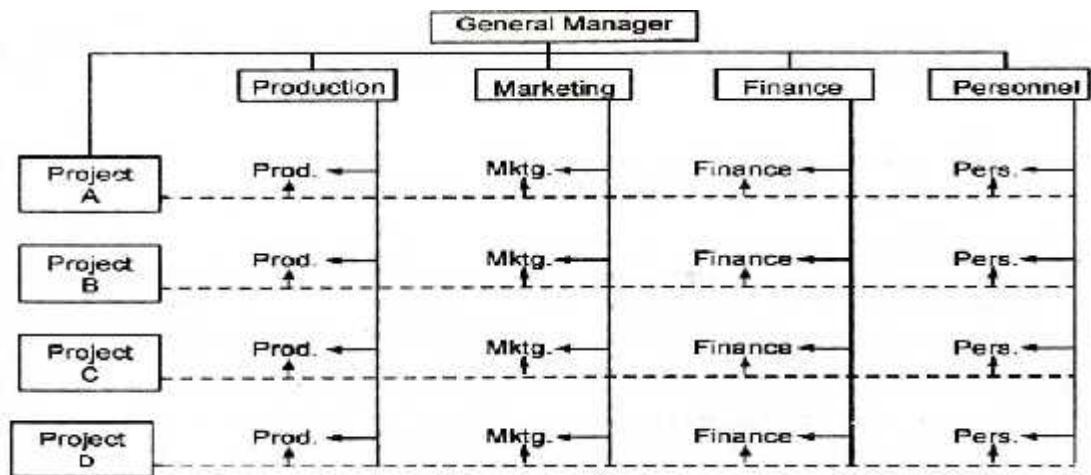 General Manager
Production Marketing Finance Personnel
Project
A
Prod. Mktg. Finance Pers.
Project
B
Prod. Mktg. Finance Pers.
Project
C
Prod. Mktg. Finance Pers.
Project
D
Prod. Mktg. Finance Pers.